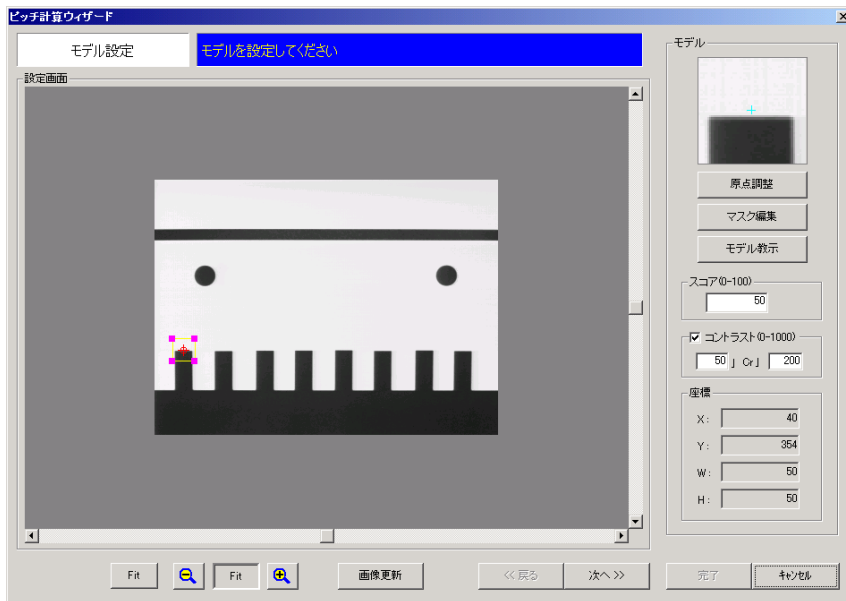 ピッチ計算ウィザード
モデル設定
モデルを設定してください
設定画面
モデル
原点調整
マスク編集
モデル教示
スコア(0-100)
50
コントラスト(0-1000)
50 」 Cr 」 200
座標
X: 40
Y: 354
W: 50
H: 50
Fit
Fit
画像更新
<< 戻る
次へ >>
完了
キャンセル